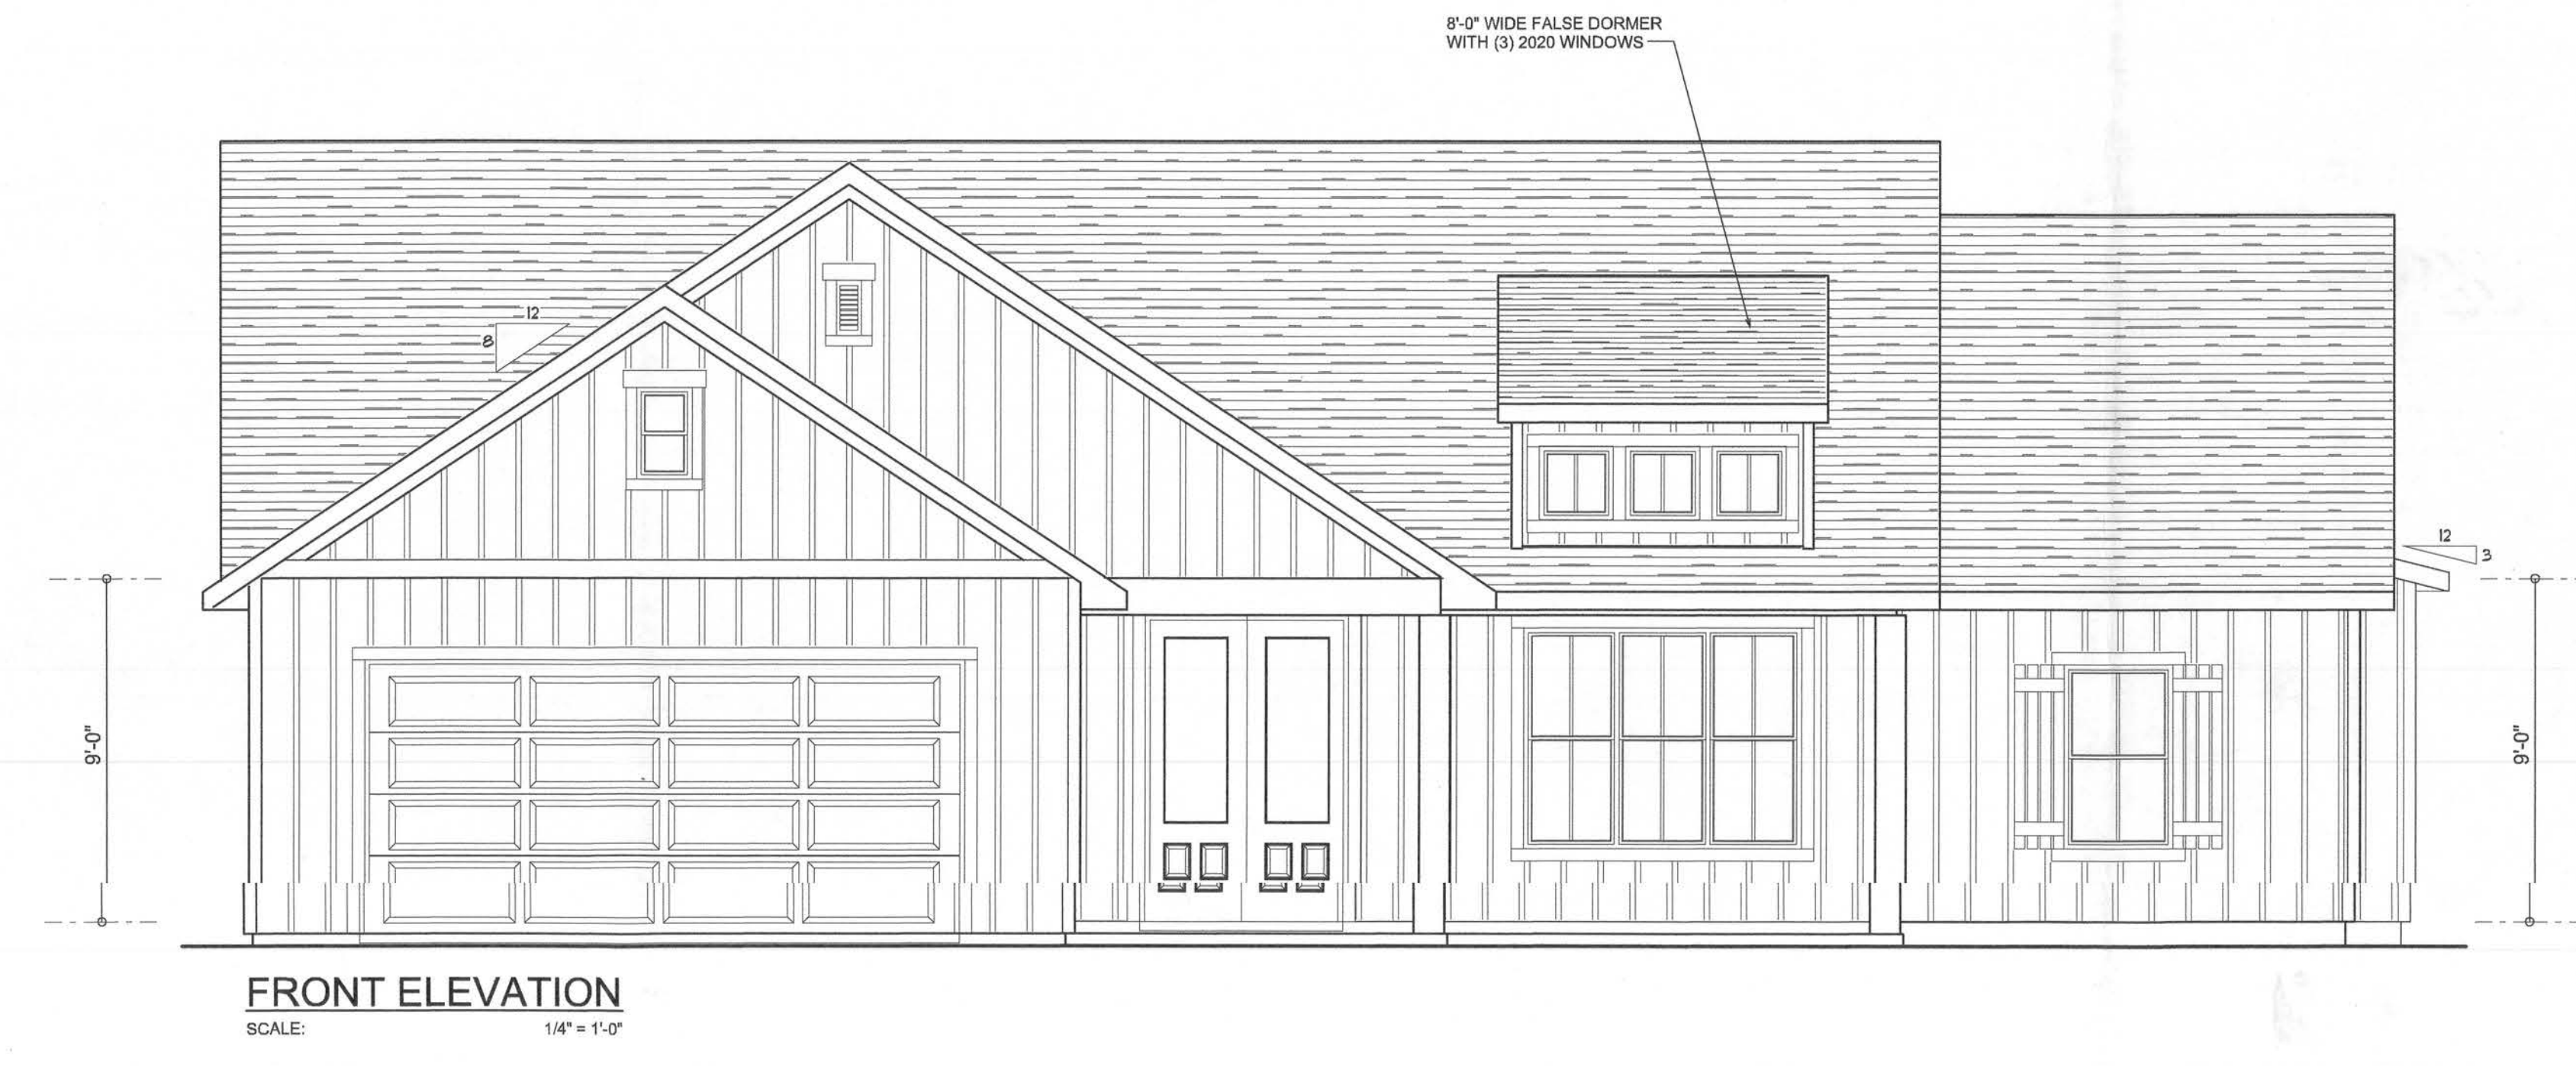 8'-0" WIDE FALSE DORMER
WITH (3) 2020 WINDOWS
12
8
12
3
9'-0"
9'-0"
FRONT ELEVATION
SCALE: 1/4" = 1'-0"